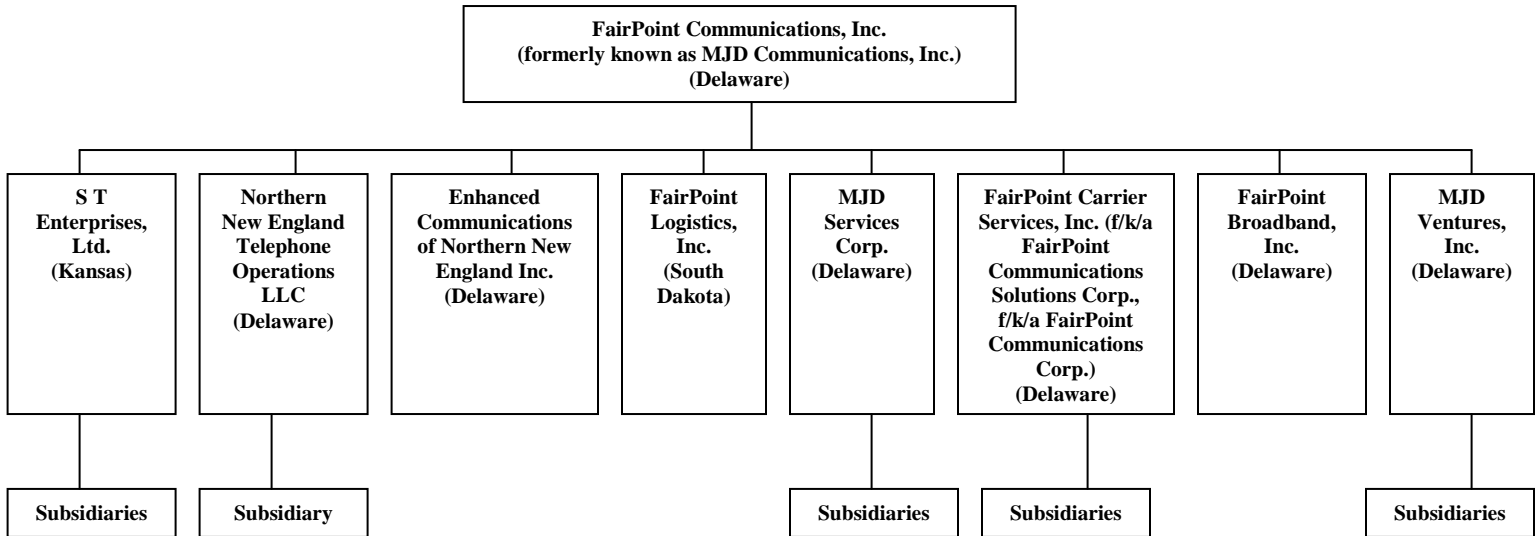 FairPoint Communications, Inc.
(formerly known as MJD Communications, Inc.)
(Delaware)
S T
Enterprises,
Ltd.
(Kansas)
Northern
New England
Telephone
Operations
LLC
(Delaware)
Enhanced
Communications
of Northern New
England Inc.
(Delaware)
FairPoint
Logistics,
Inc.
(South
Dakota)
MJD
Services
Corp.
(Delaware)
FairPoint Carrier
Services, Inc. (f/k/a
FairPoint
Communications
Solutions Corp.,
f/k/a FairPoint
Communications
Corp.)
(Delaware)
FairPoint
Broadband,
Inc.
(Delaware)
MJD
Ventures,
Inc.
(Delaware)
Subsidiaries
Subsidiary
Subsidiaries
Subsidiaries
Subsidiaries